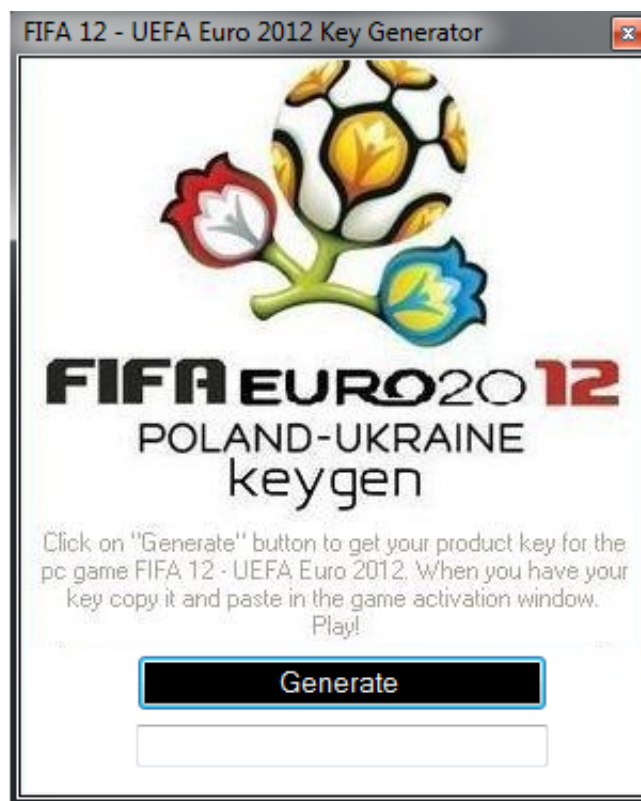 FIFA 12 - UEFA Euro 2012 Key Generator
FIFA EURO2012
POLAND-UKRAINE
keygen
Click on "Generate" button to get your product key for the
pc game FIFA 12 - UEFA Euro 2012. When you have your
key copy it and paste in the game activation window.
Play!
Generate